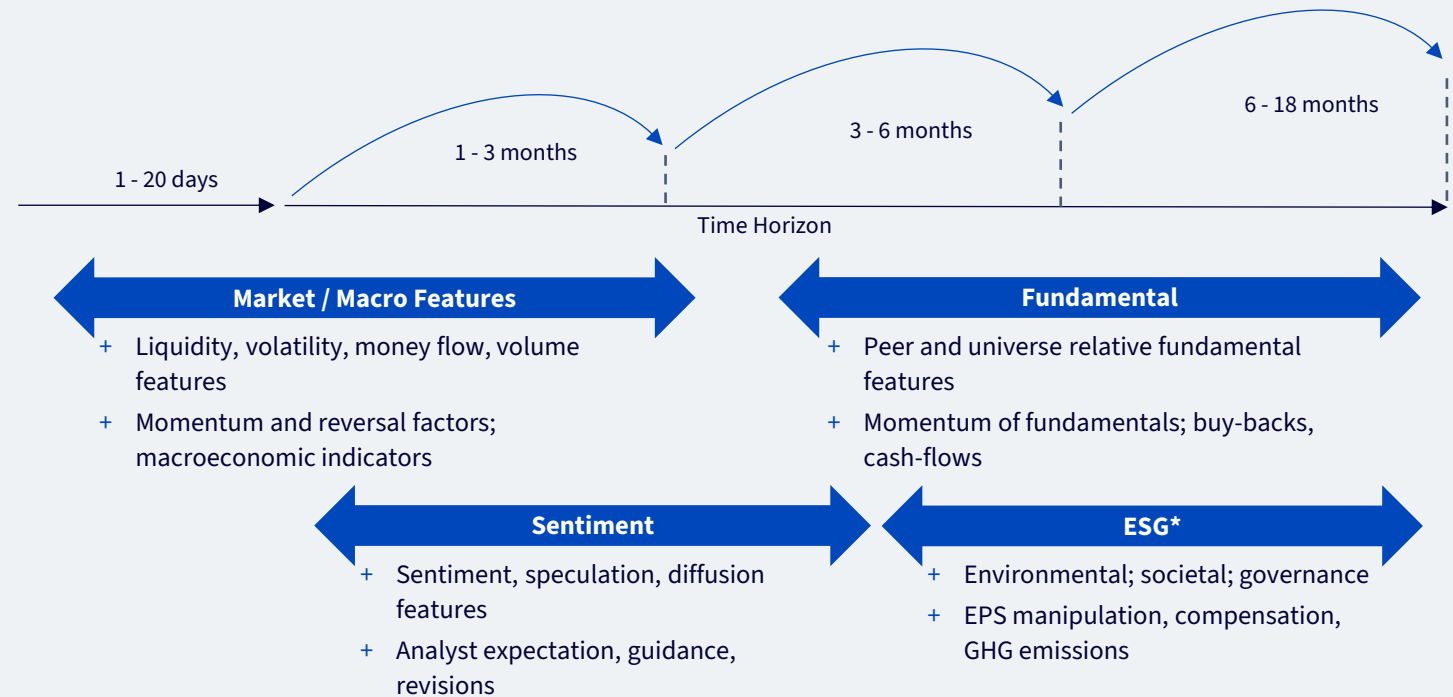 6 - 18 months
3 - 6 months
1 - 3 months
1 - 20 days
Time Horizon
Market / Macro Features
+ Liquidity, volatility, money flow, volume
features
+ Momentum and reversal factors;
macroeconomic indicators
Fundamental
+ Peer and universe relative fundamental
features
+ Momentum of fundamentals; buy-backs,
cash-flows
Sentiment
+ Sentiment, speculation, diffusion
features
+ Analyst expectation, guidance,
revisions
ESG*
+ Environmental; societal; governance
+ EPS manipulation, compensation,
GHG emissions